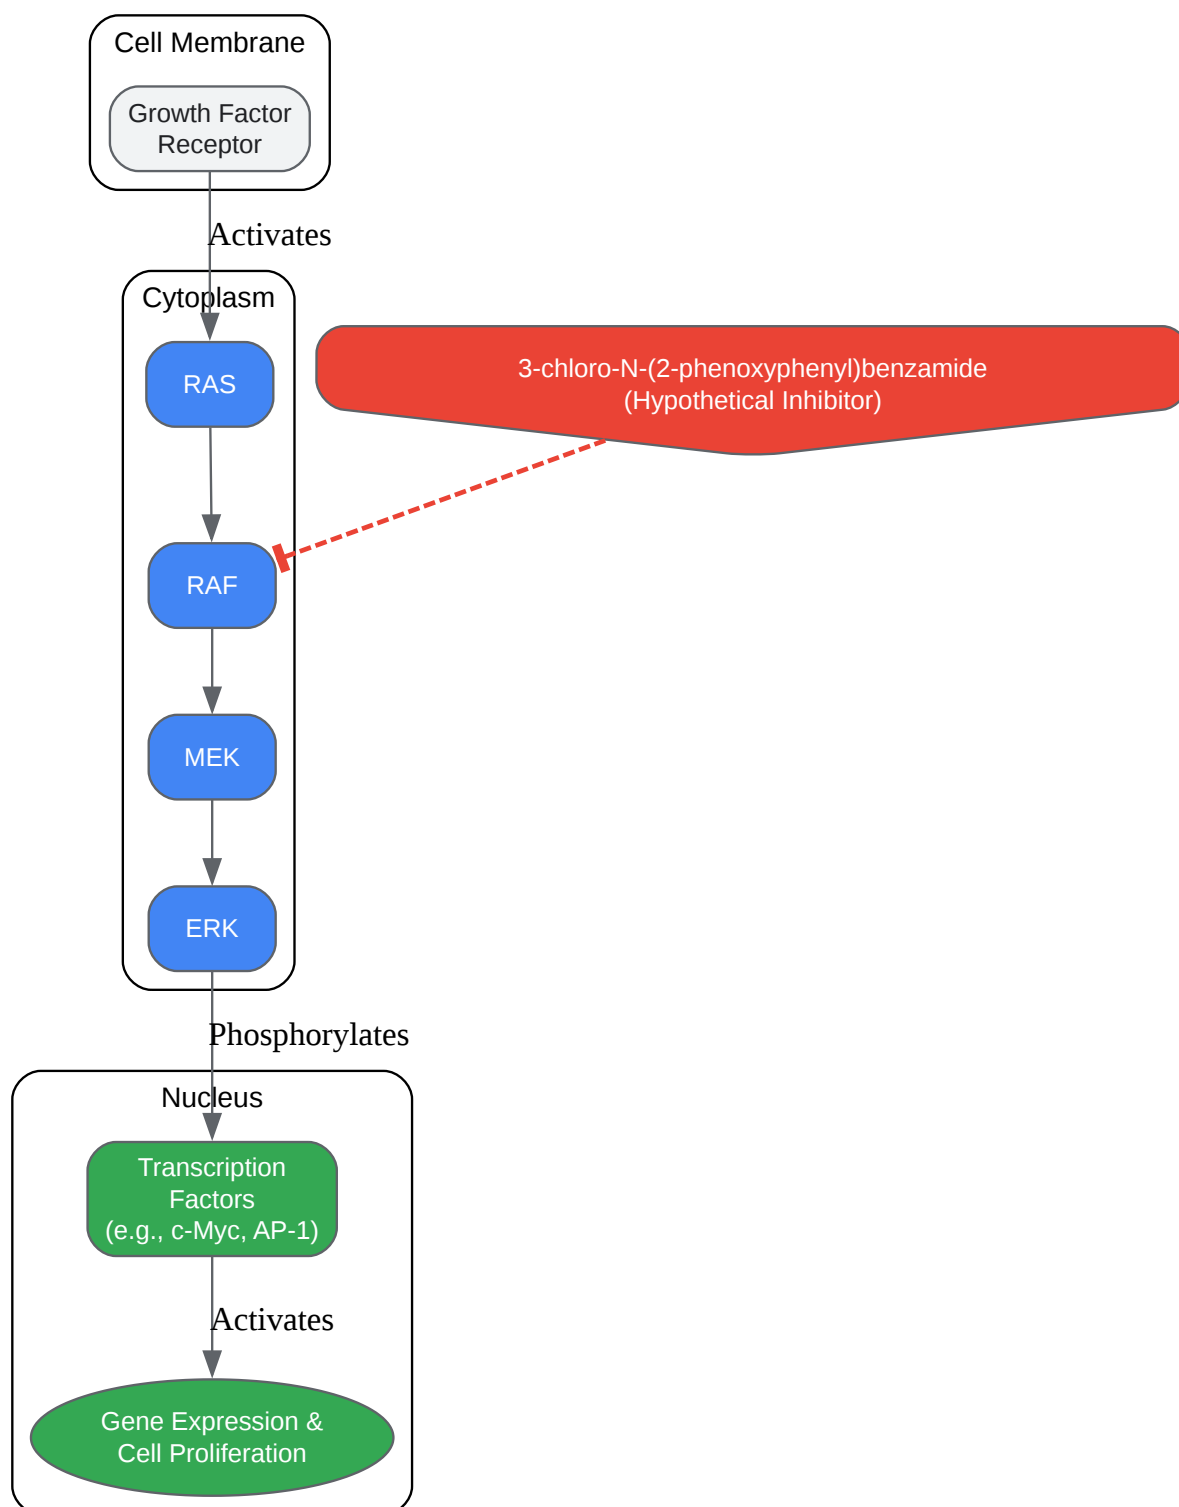 Cell Membrane
Growth Factor
Receptor
Activates
Cytoplasm
RAS
3-chloro-N-(2-phenoxyphenyl)benzamide
(Hypothetical Inhibitor)
RAF
MEK
ERK
Phosphorylates
Nucleus
Transcription
Factors
(e.g., c-Myc, AP-1)
Activates
Gene Expression &
Cell Proliferation